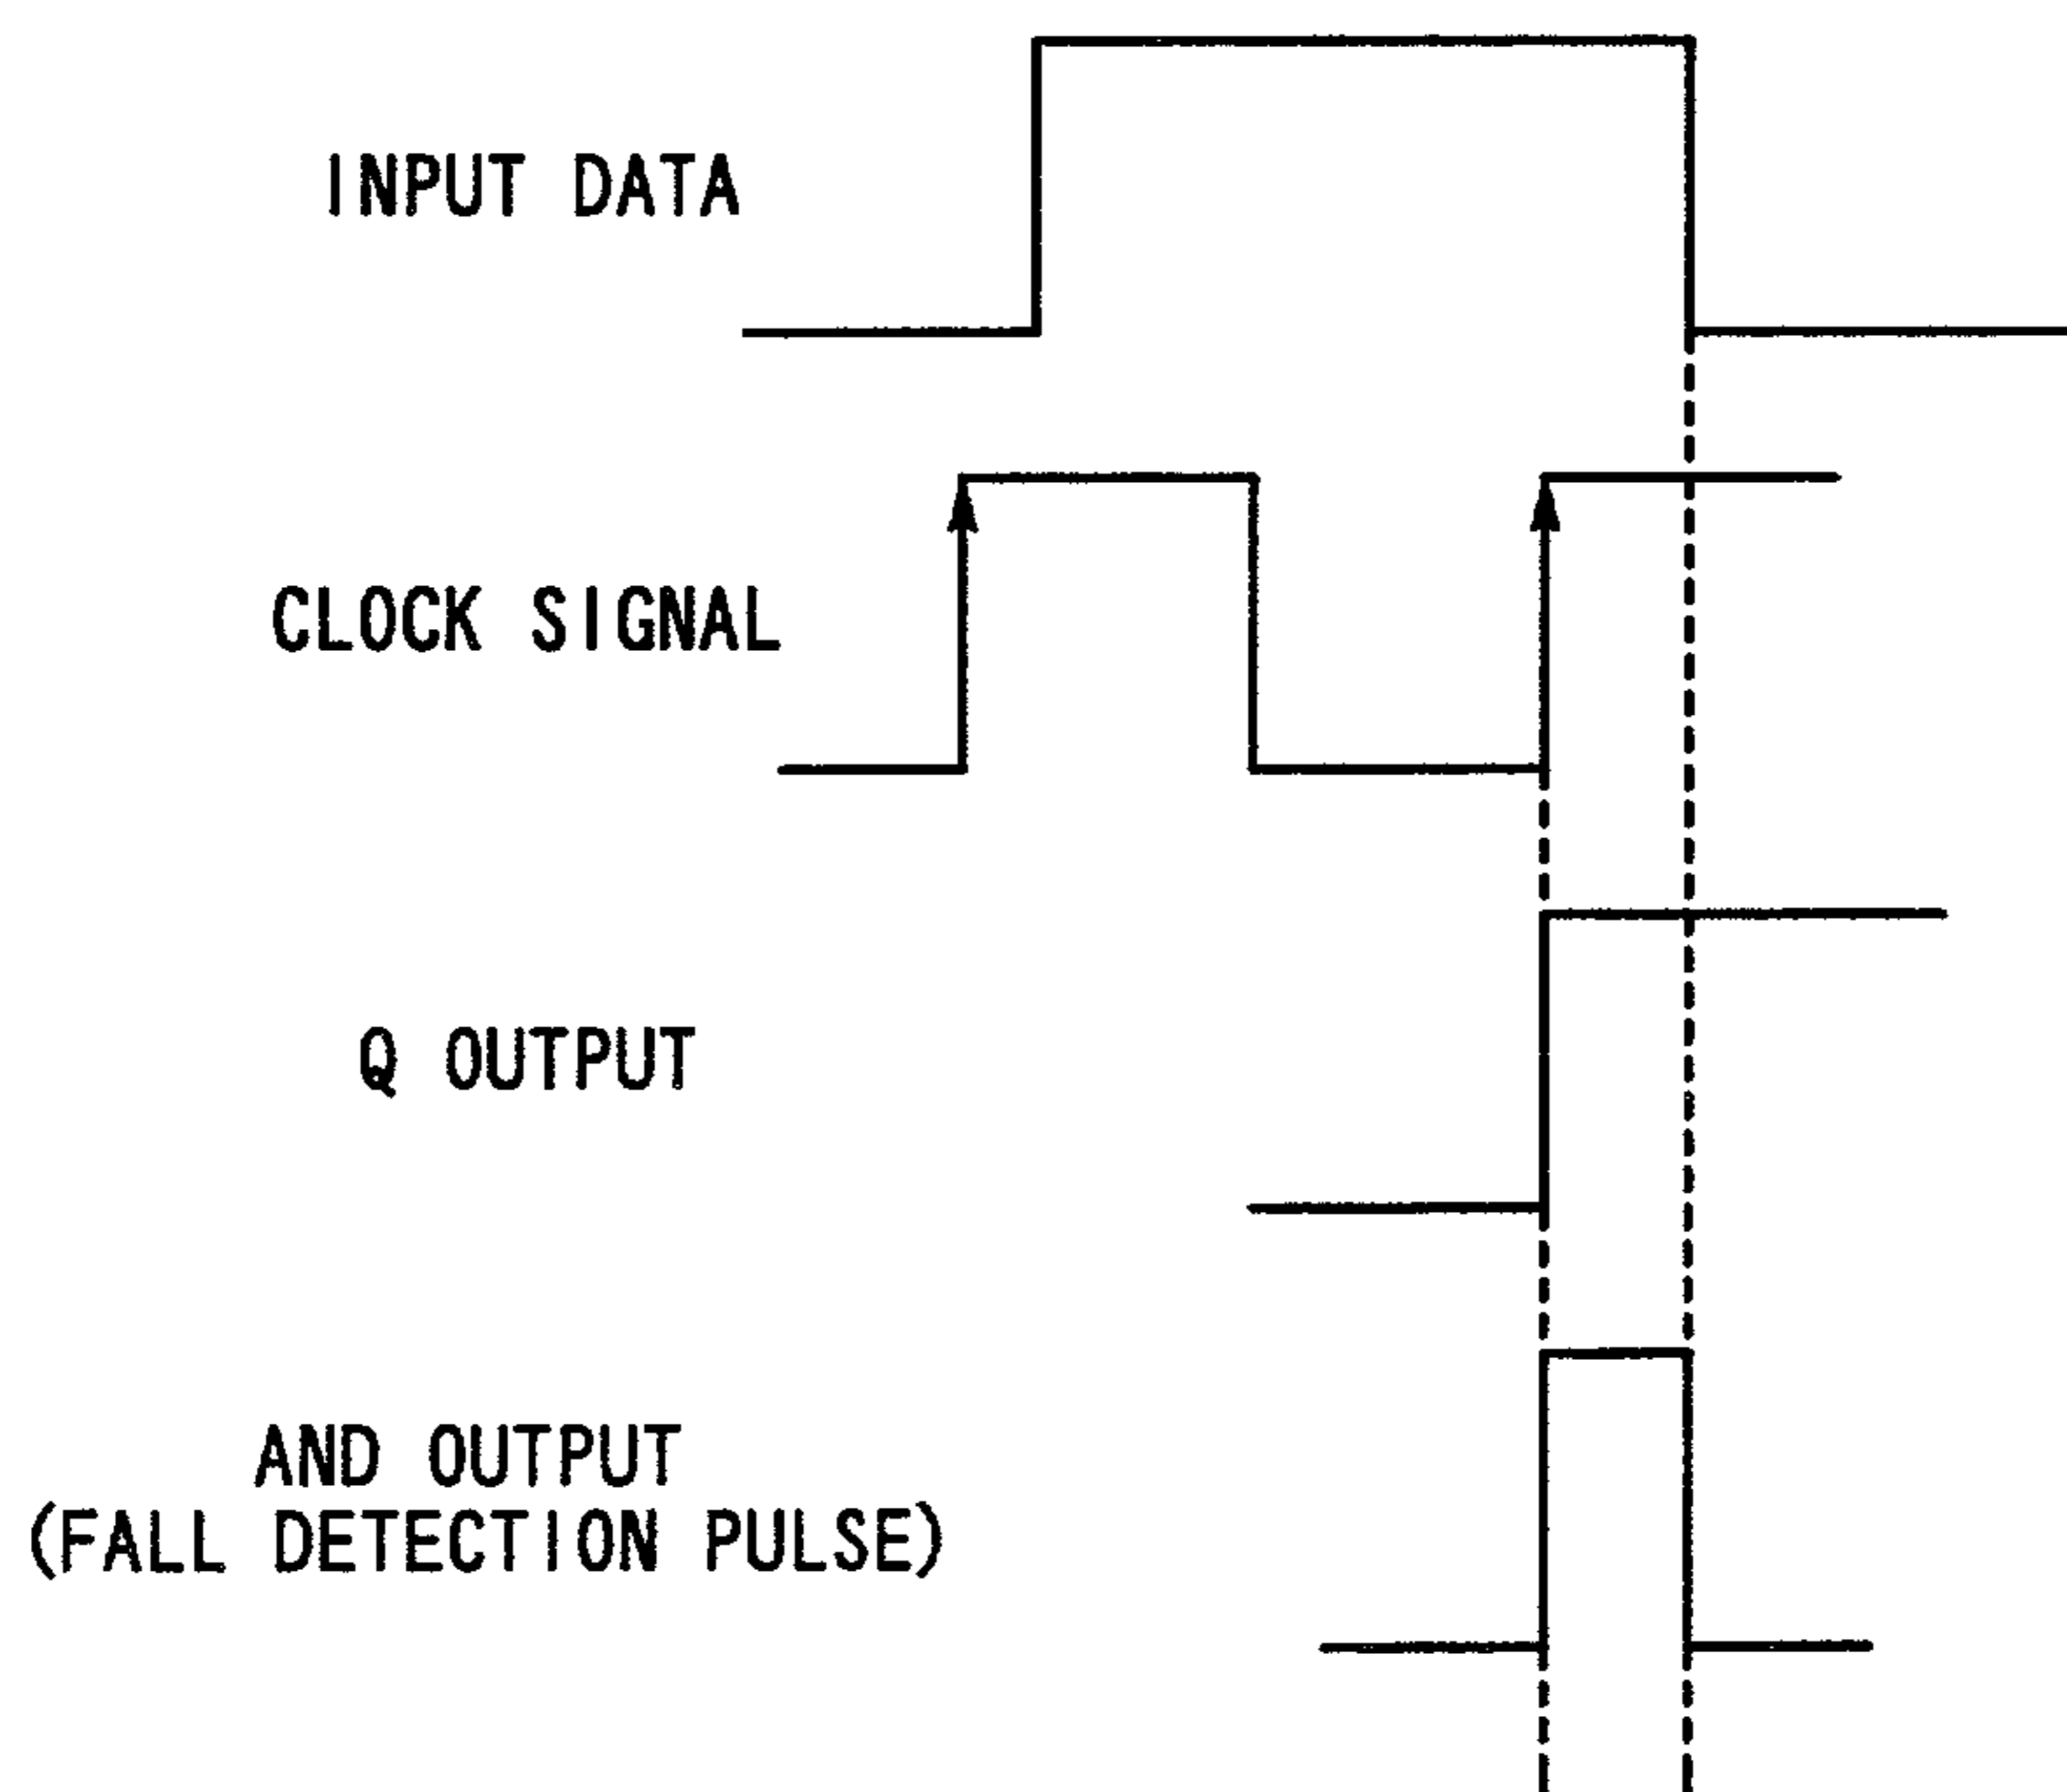 INPUT DATA
CLOCK SIGNAL
Q OUTPUT
AND OUTPUT
(FALL DETECTION PULSE)